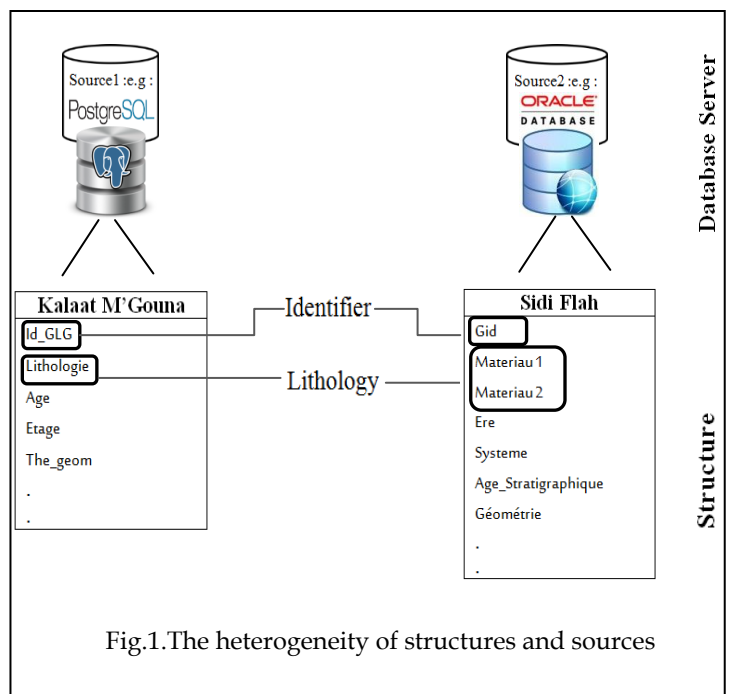 Source1 :e.g :
PostgreSQL
Source2 :e.g :
ORACLE
DATABASE
Database Server
Kalaat M'Gouna
Id_GLG
Lithologie
Age
Etage
The_geom
.
.
Identifier
Lithology
Sidi Flah
Gid
Materiau 1
Materiau 2
Ere
Systeme
Age_Stratigraphique
Géométrie
.
.
Structure
Fig.1.The heterogeneity of structures and sources